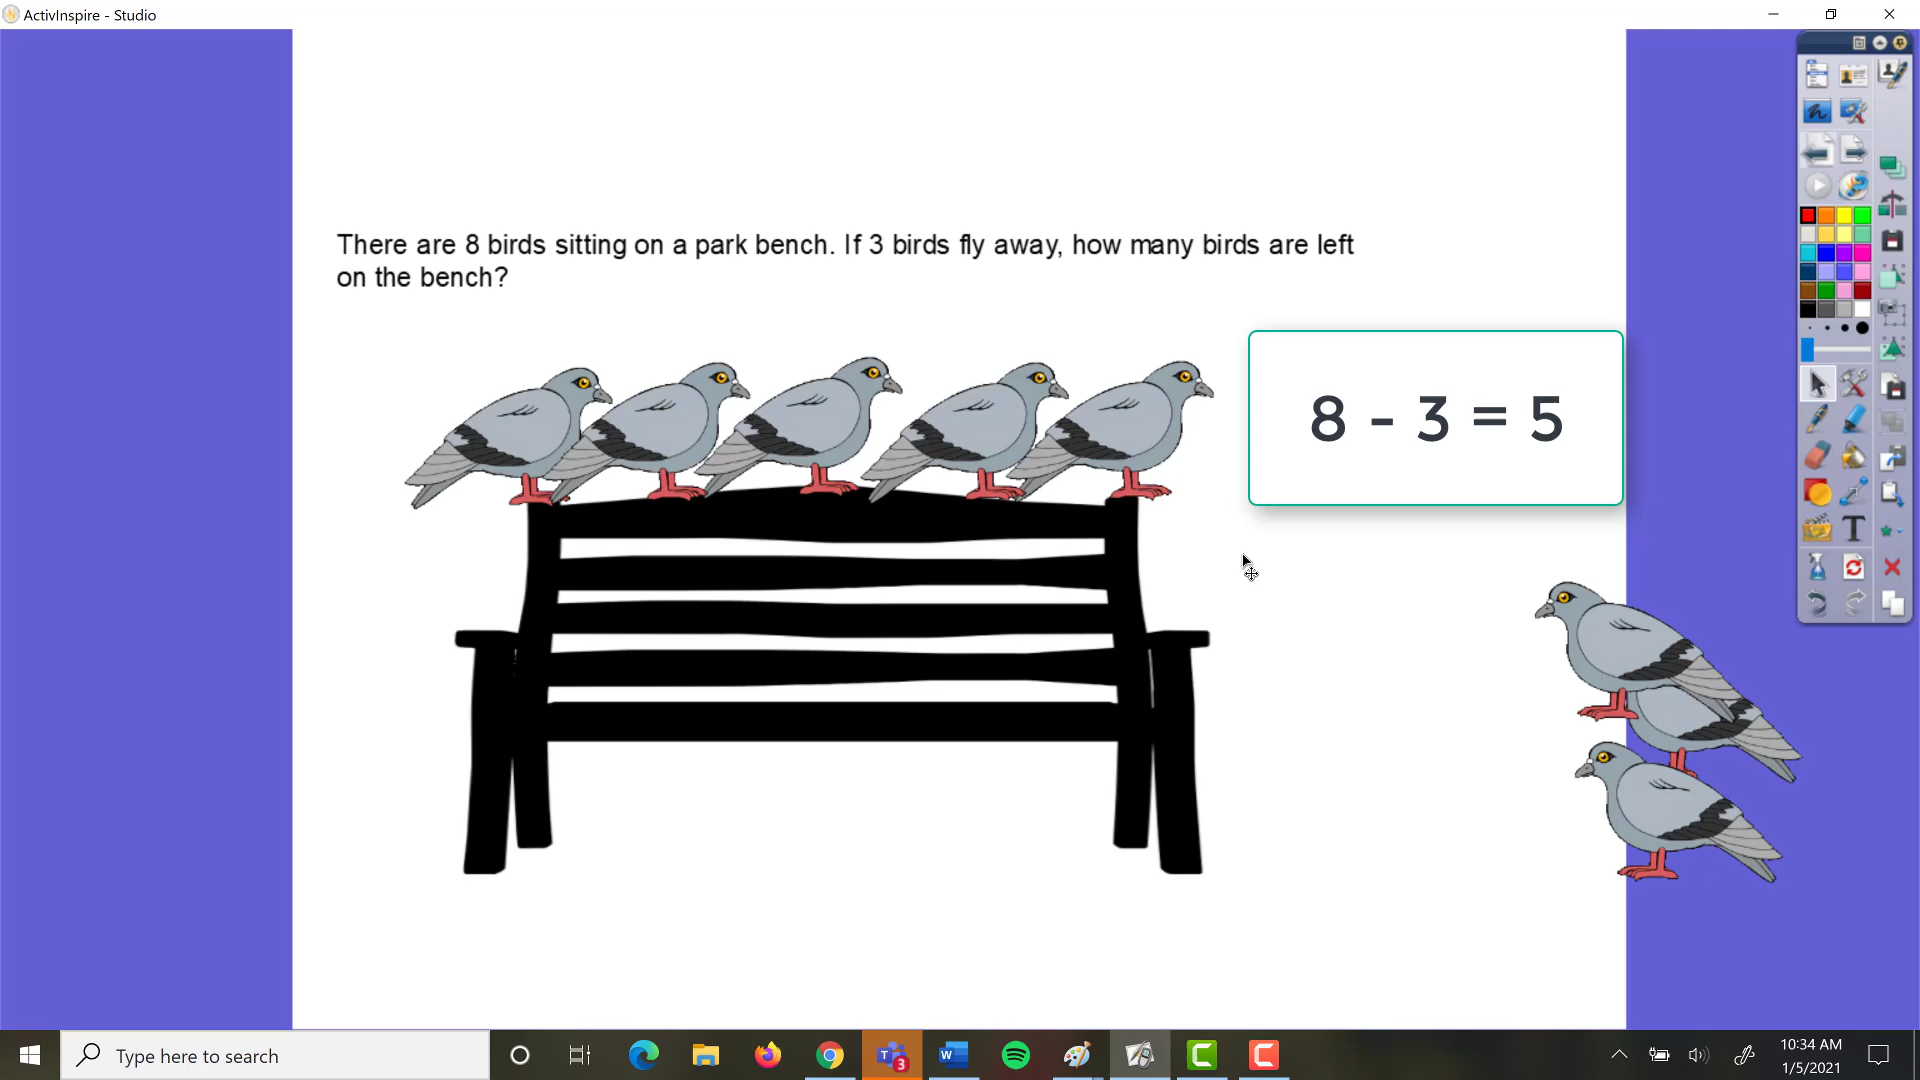 ActivInspire - Studio
There are 8 birds sitting on a park bench. If 3 birds fly away, how many birds are left
on the bench?
8 - 3 = 5
T
Type here to search
T
3
W
10:34 AM
1/5/2021